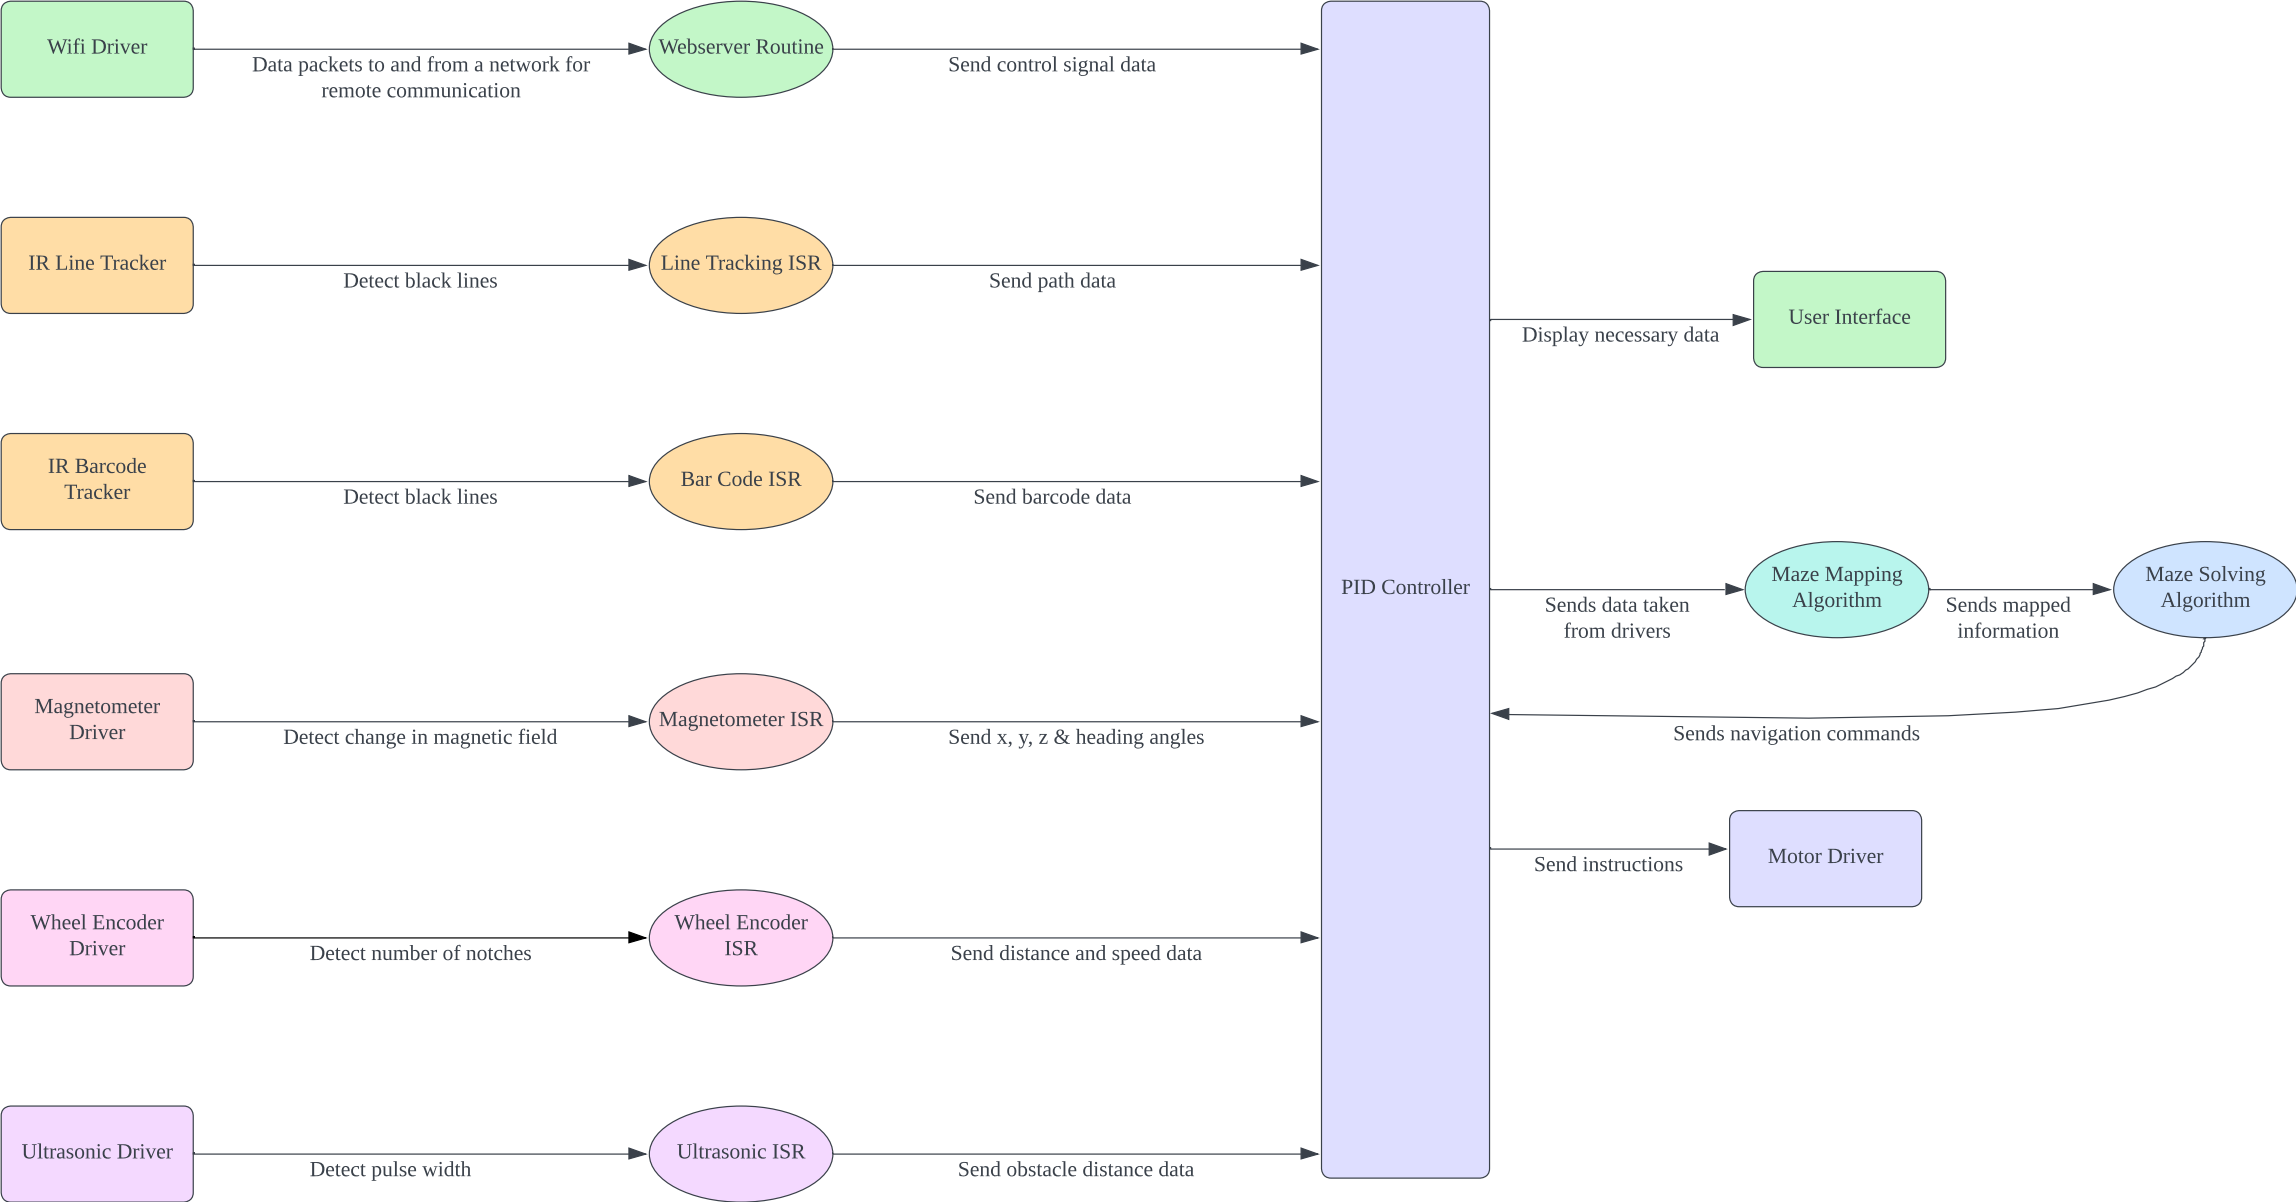 Wifi Driver
Data packets to and from a network for
remote communication
Webserver Routine
Send control signal data
IR Line Tracker
Detect black lines
Line Tracking ISR
Send path data
IR Barcode
Tracker
Detect black lines
Bar Code ISR
Send barcode data
Magnetometer
Driver
Detect change in magnetic field
Magnetometer ISR
Send x, y, z & heading angles
Wheel Encoder
Driver
Detect number of notches
Wheel Encoder
ISR
Send distance and speed data
Ultrasonic Driver
Detect pulse width
Ultrasonic ISR
Send obstacle distance data
PID Controller
Display necessary data
User Interface
Sends data taken
from drivers
Maze Mapping
Algorithm
Sends mapped
information
Maze Solving
Algorithm
Sends navigation commands
Send instructions
Motor Driver